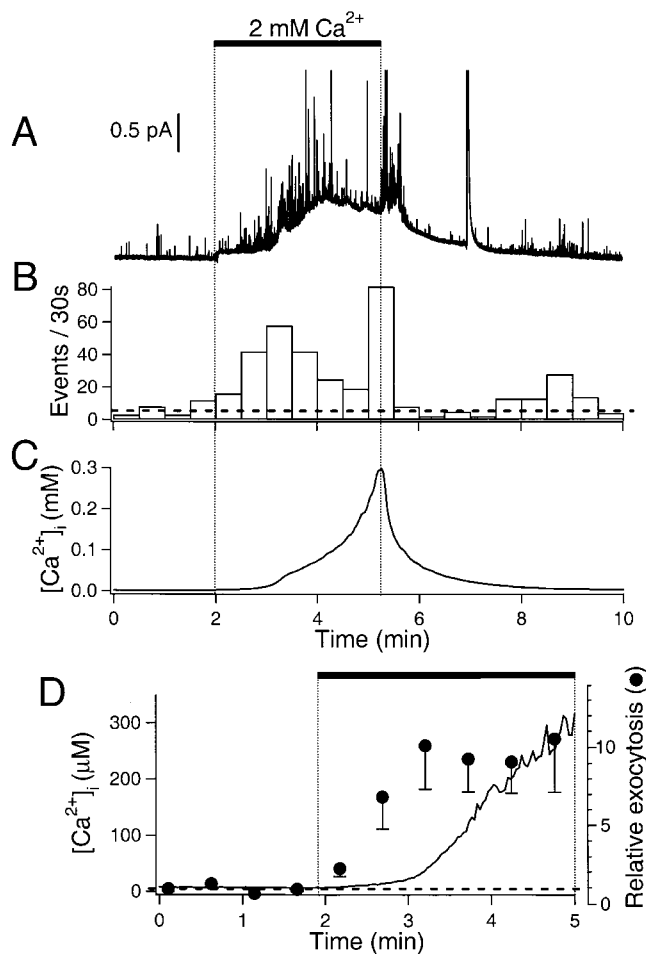 2 mM Ca²⁺
A
0.5 pA
B
Events / 30s
80
60
40
20
0
C
[Ca²⁺]ᵢ (mM)
0.3
0.2
0.1
0.0
0 2 4 6 8 10
Time (min)
D
[Ca²⁺]ᵢ (μM)
300
200
100
0
Relative exocytosis (●)
10
5
0
0 1 2 3 4 5
Time (min)